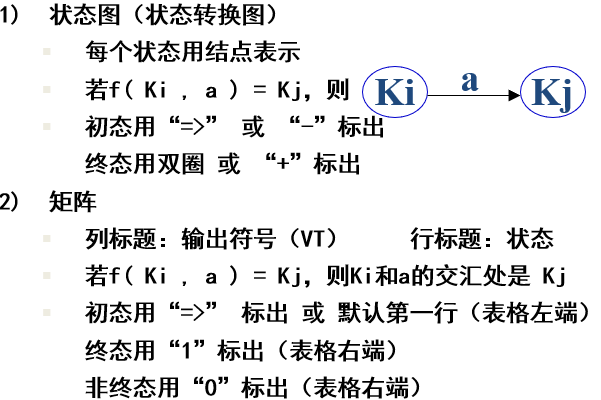 1) 状态图（状态转换图）
每个状态用结点表示
若f( Ki , a ) = Kj，则 Ki a Kj
初态用“=>” 或 “-”标出
终态用双圈 或 “+”标出
2) 矩阵
列标题：输出符号（VT） 行标题：状态
若f( Ki , a ) = Kj，则Ki和a的交汇处是 Kj
初态用“=>” 标出 或 默认第一行（表格左端）
终态用“1”标出（表格右端）
非终态用“0”标出（表格右端）